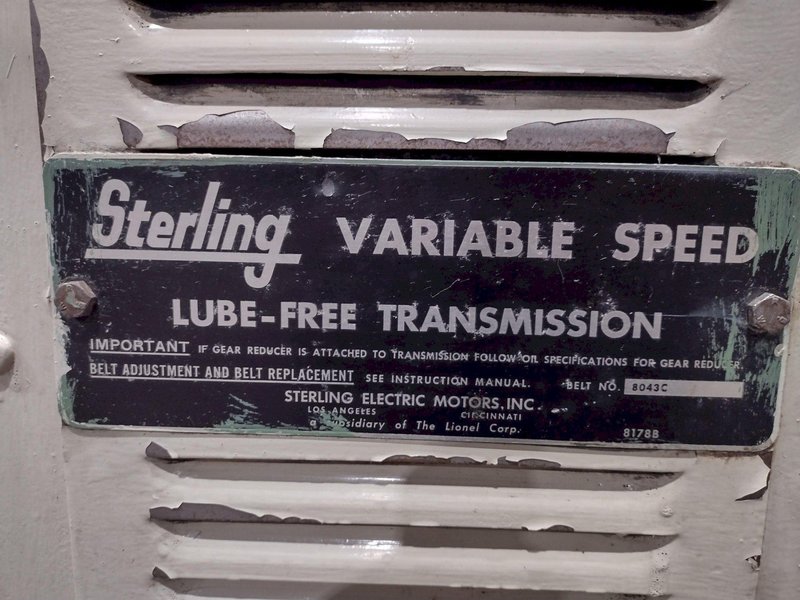 Sterling VARIABLE SPEED
LUBE-FREE TRANSMISSION
IMPORTANT IF GEAR REDUCER IS ATTACHED TO TRANSMISSION FOLLOW OIL SPECIFICATIONS FOR GEAR REDUCER.
BELT ADJUSTMENT AND BELT REPLACEMENT SEE INSTRUCTION MANUAL. BELT NO. 8043C
STERLING ELECTRIC MOTORS, INC.
LOS ANGELES CINCINNATI
a subsidiary of The Lionel Corp. 8178B